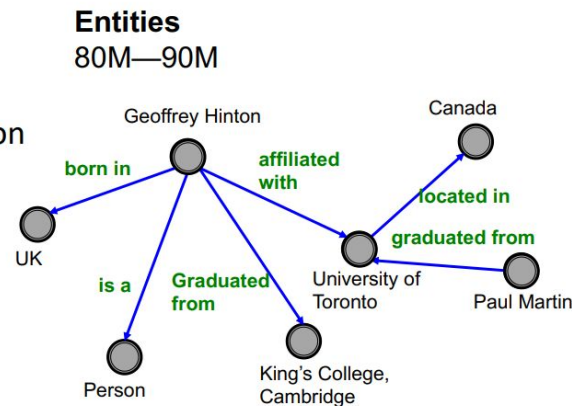 Entities
80M—90M
on
Geoffrey Hinton
Canada
born in
affiliated
with
located in
graduated from
UK
is a
Graduated
from
University of
Toronto
Paul Martin
Person
King's College,
Cambridge